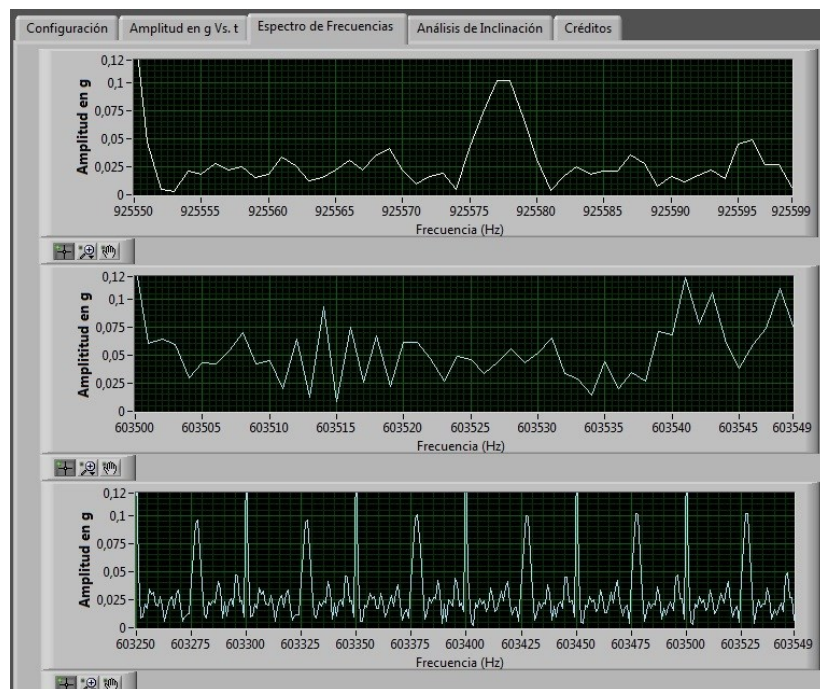 Configuración Amplitud en g Vs. t Espectro de Frecuencias Análisis de Inclinación Créditos
Amplitud en g
0,12
0,1
0,075
0,05
0,025
0
925550 925555 925560 925565 925570 925575 925580 925585 925590 925595 925599
Frecuencia (Hz)
Amplititud en g
0,12
0,1
0,075
0,05
0,025
0
603500 603505 603510 603515 603520 603525 603530 603535 603540 603545 603549
Frecuencia (Hz)
Amplitud en g
0,12
0,1
0,075
0,05
0,025
0
603250 603275 603300 603325 603350 603375 603400 603425 603450 603475 603500 603525 603549
Frecuencia (Hz)